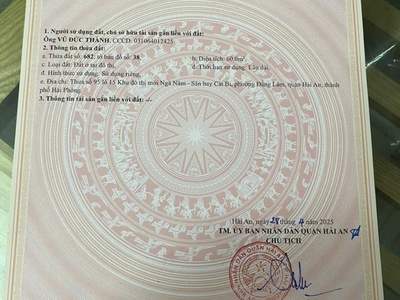 1. Người sử dụng đất, chủ sở hữu tài sản gắn liền với đất:
Ông VŨ ĐỨC THÀNH, CCCD: 031064012425
2. Thông tin thửa đất:
a. Thửa đất số: 682; tờ bản đồ số: 38, b. Diện tích: 60.0m²,
c. Loại đất: Đất ở tại đô thị, d. Thời hạn sử dụng: Lâu dài,
đ. Hình thức sử dụng: Sử dụng riêng,
e. Địa chỉ: Thửa số 95 lô 15 Khu đô thị mới Ngã Năm - Sân bay Cát Bi, phường Đằng Lâm, quận Hải An, thành
phố Hải Phòng.
3. Thông tin tài sản gắn liền với đất: -/-
Hải An, ngày 28 tháng 4 năm 2025
TM. ỦY BAN NHÂN DÂN QUẬN HẢI AN
CHỦ TỊCH